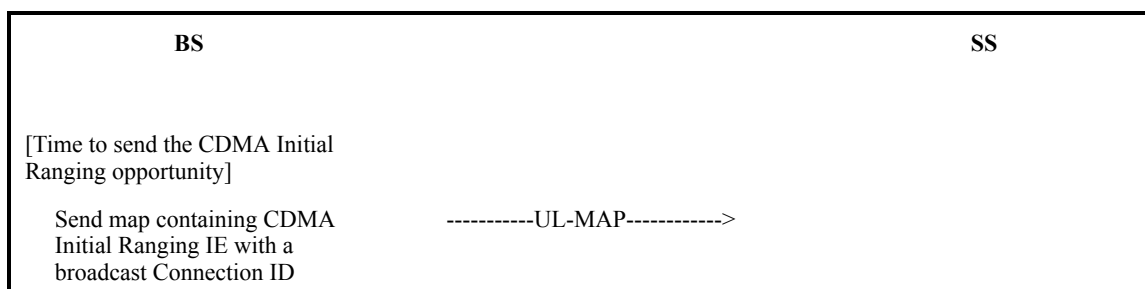 BS SS
[Time to send the CDMA Initial
Ranging opportunity]
Send map containing CDMA -----------UL-MAP------------>
Initial Ranging IE with a
broadcast Connection ID